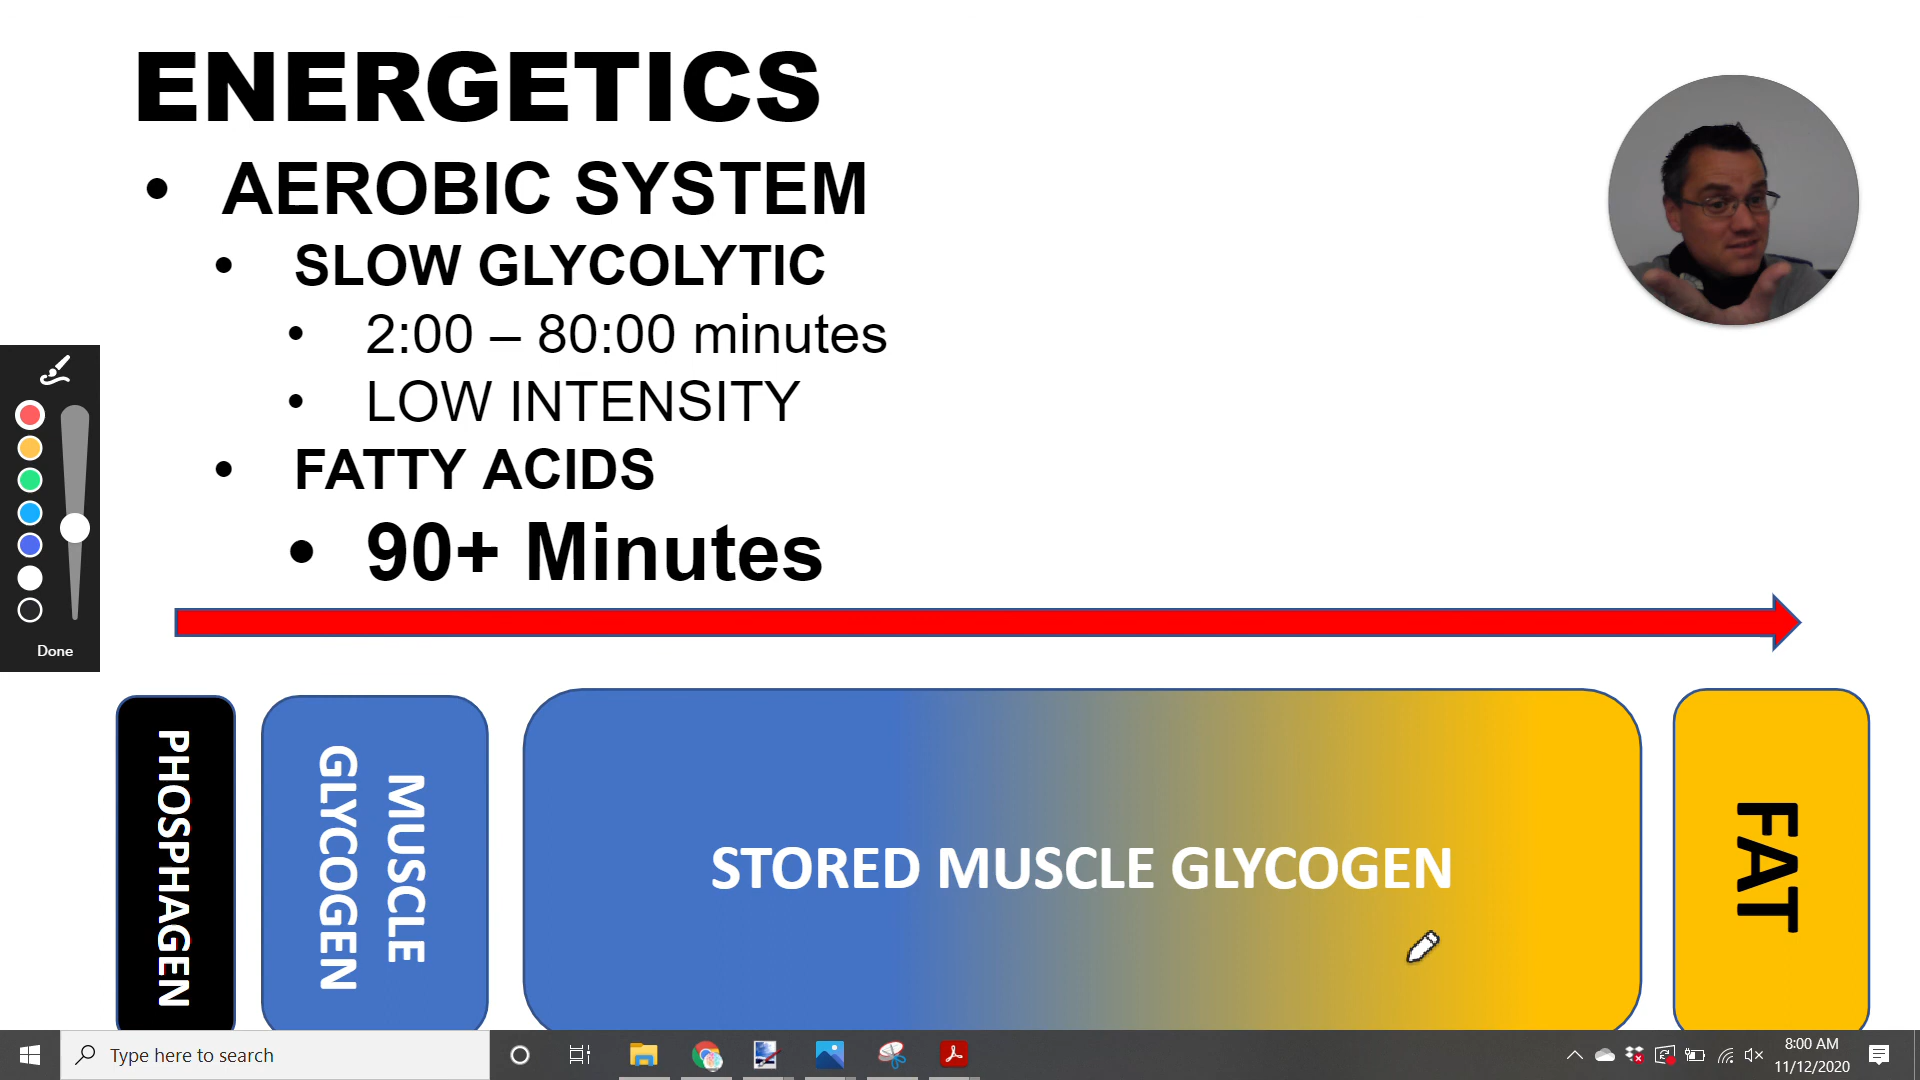 ENERGETICS
• AEROBIC SYSTEM
• SLOW GLYCOLYTIC
• 2:00 – 80:00 minutes
• LOW INTENSITY
• FATTY ACIDS
• 90+ Minutes
Done
PHOSPHAGEN
MUSCLE
GLYCOGEN
STORED MUSCLE GLYCOGEN
FAT
Type here to search
8:00 AM
11/12/2020